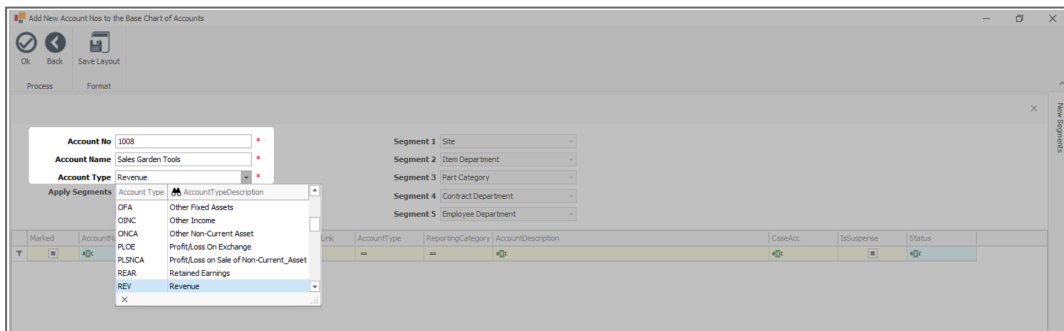 Add New Account Nos to the Base Chart of Accounts
Ok Back Save Layout
Process Format
New Segments
Account No 1008 *
Account Name Sales Garden Tools *
Account Type Revenue *
Apply Segments
Segment 1 Site
Segment 2 Item Department
Segment 3 Part Category
Segment 4 Contract Department
Segment 5 Employee Department
Account Type AccountTypeDescription
OFA Other Fixed Assets
OINC Other Income
ONCA Other Non-Current Asset
PLOE Profit/Loss On Exchange
PLSNCA Profit/Loss on Sale of Non-Current_Asset
REAR Retained Earnings
REV Revenue
Marked AccountNo Link AccountType ReportingCategory AccountDescription CaseAcc IsSuspense Status
= =